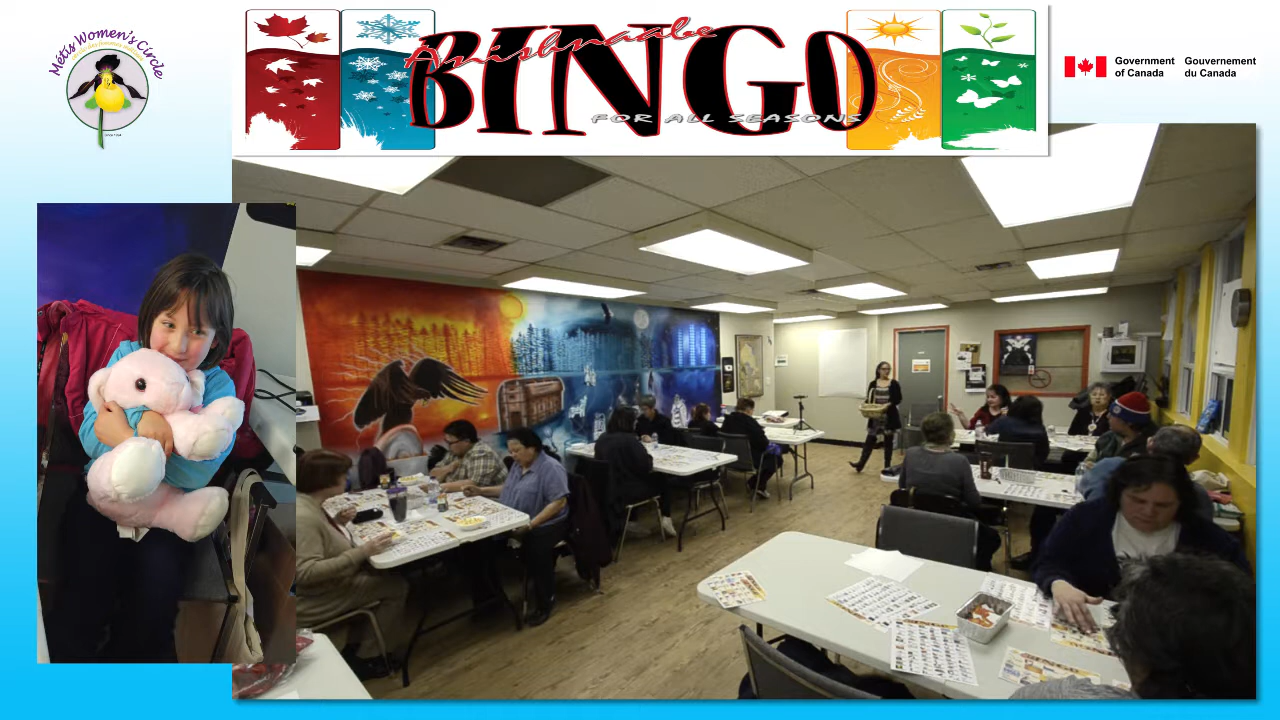 Métis Women's Circle
Anishnaabe
BINGO
FOR ALL SEASONS
Government of Canada
Gouvernement du Canada